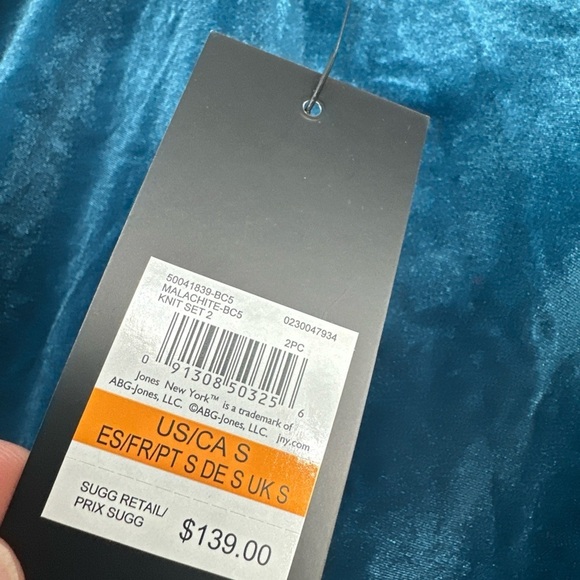 50041839-BC5
MALACHITE-BC5 0230047934
KNIT SET 2 2PC
0 91308 50325 6
Jones New York™ is a trademark of
ABG-Jones, LLC. ©ABG-Jones, LLC. jny.com
US/CA S
ES/FR/PT S DE S UK S
SUGG RETAIL/
PRIX SUGG $139.00